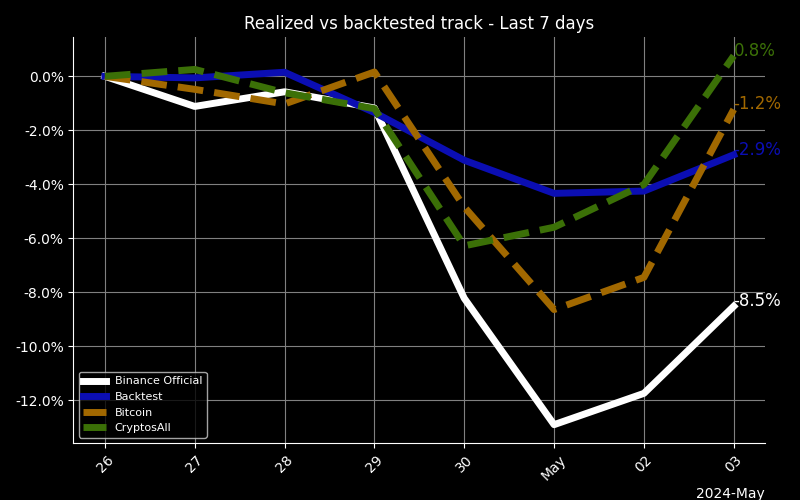 Realized vs backtested track - Last 7 days
0.8%
0.0%
-1.2%
-2.0%
-2.9%
-4.0%
-6.0%
-8.0%
-8.5%
-10.0%
-12.0%
Binance Official
Backtest
Bitcoin
CryptosAll
26
27
28
29
30
May
02
03
2024-May